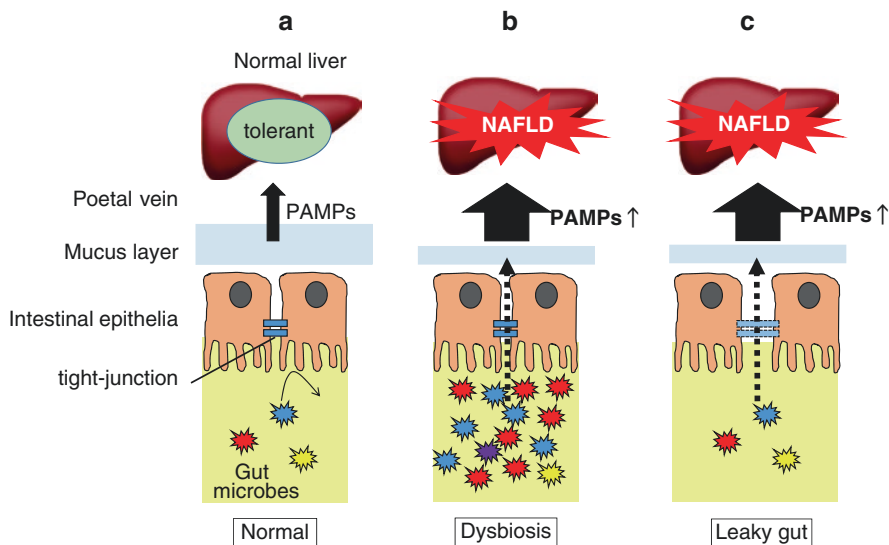 a
b
c
Normal liver
tolerant
NAFLD
NAFLD
Poetal vein
PAMPs
PAMPs ↑
PAMPs ↑
Mucus layer
Intestinal epithelia
tight-junction
Gut
microbes
Normal
Dysbiosis
Leaky gut